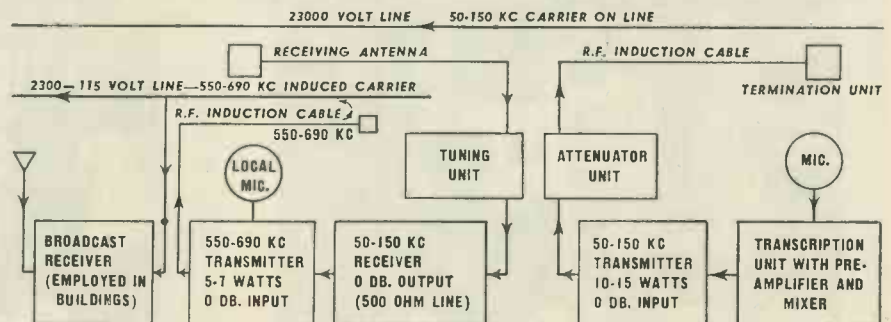 23000 VOLT LINE
50-150 KC CARRIER ON LINE
RECEIVING ANTENNA
R.F. INDUCTION CABLE
2300-115 VOLT LINE—550-690 KC INDUCED CARRIER
TERMINATION UNIT
R.F. INDUCTION CABLE
550-690 KC
LOCAL
MIC.
TUNING
UNIT
ATTENUATOR
UNIT
MIC.
BROADCAST
RECEIVER
(EMPLOYED IN
BUILDINGS)
550-690 KC
TRANSMITTER
5-7 WATTS
0 DB. INPUT
50-150 KC
RECEIVER
0 DB. OUTPUT
(500 OHM LINE)
50-150 KC
TRANSMITTER
10-15 WATTS
0 DB. INPUT
TRANSCRIPTION
UNIT WITH PRE-
AMPLIFIER AND
MIXER